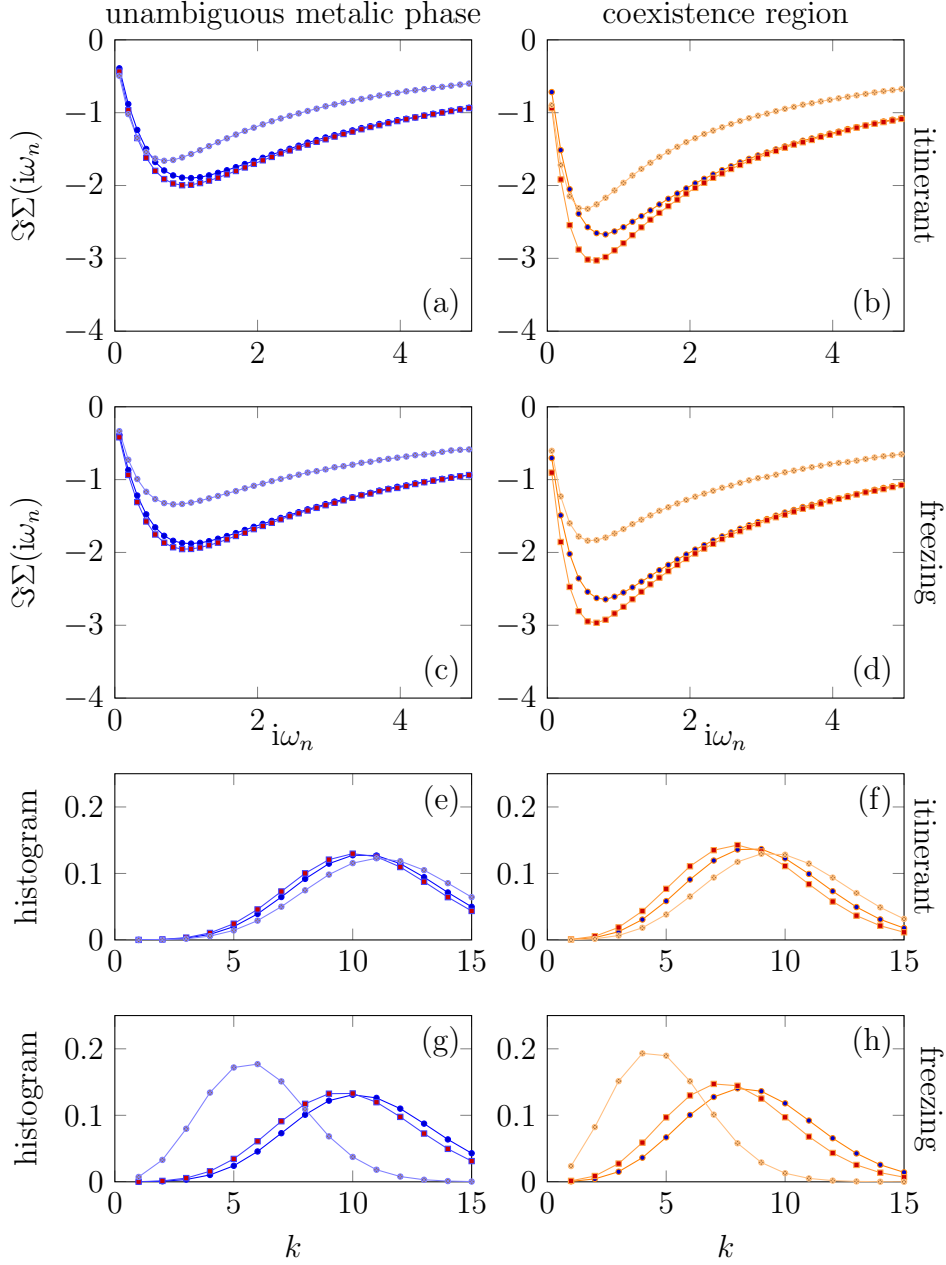 unambiguous metalic phase
coexistence region
0
−1
−2
−3
−4
ℑΣ(iωₙ)
(a)
0 2 4
0
−1
−2
−3
−4
(b)
itinerant
0 2 4
0
−1
−2
−3
−4
ℑΣ(iωₙ)
(c)
0 2 4
iωₙ
0
−1
−2
−3
−4
(d)
freezing
0 2 4
iωₙ
0.2
0.1
0
histogram
(e)
0 5 10 15
0.2
0.1
0
(f)
itinerant
0 5 10 15
0.2
0.1
0
histogram
(g)
0 5 10 15
k
0.2
0.1
0
(h)
freezing
0 5 10 15
k